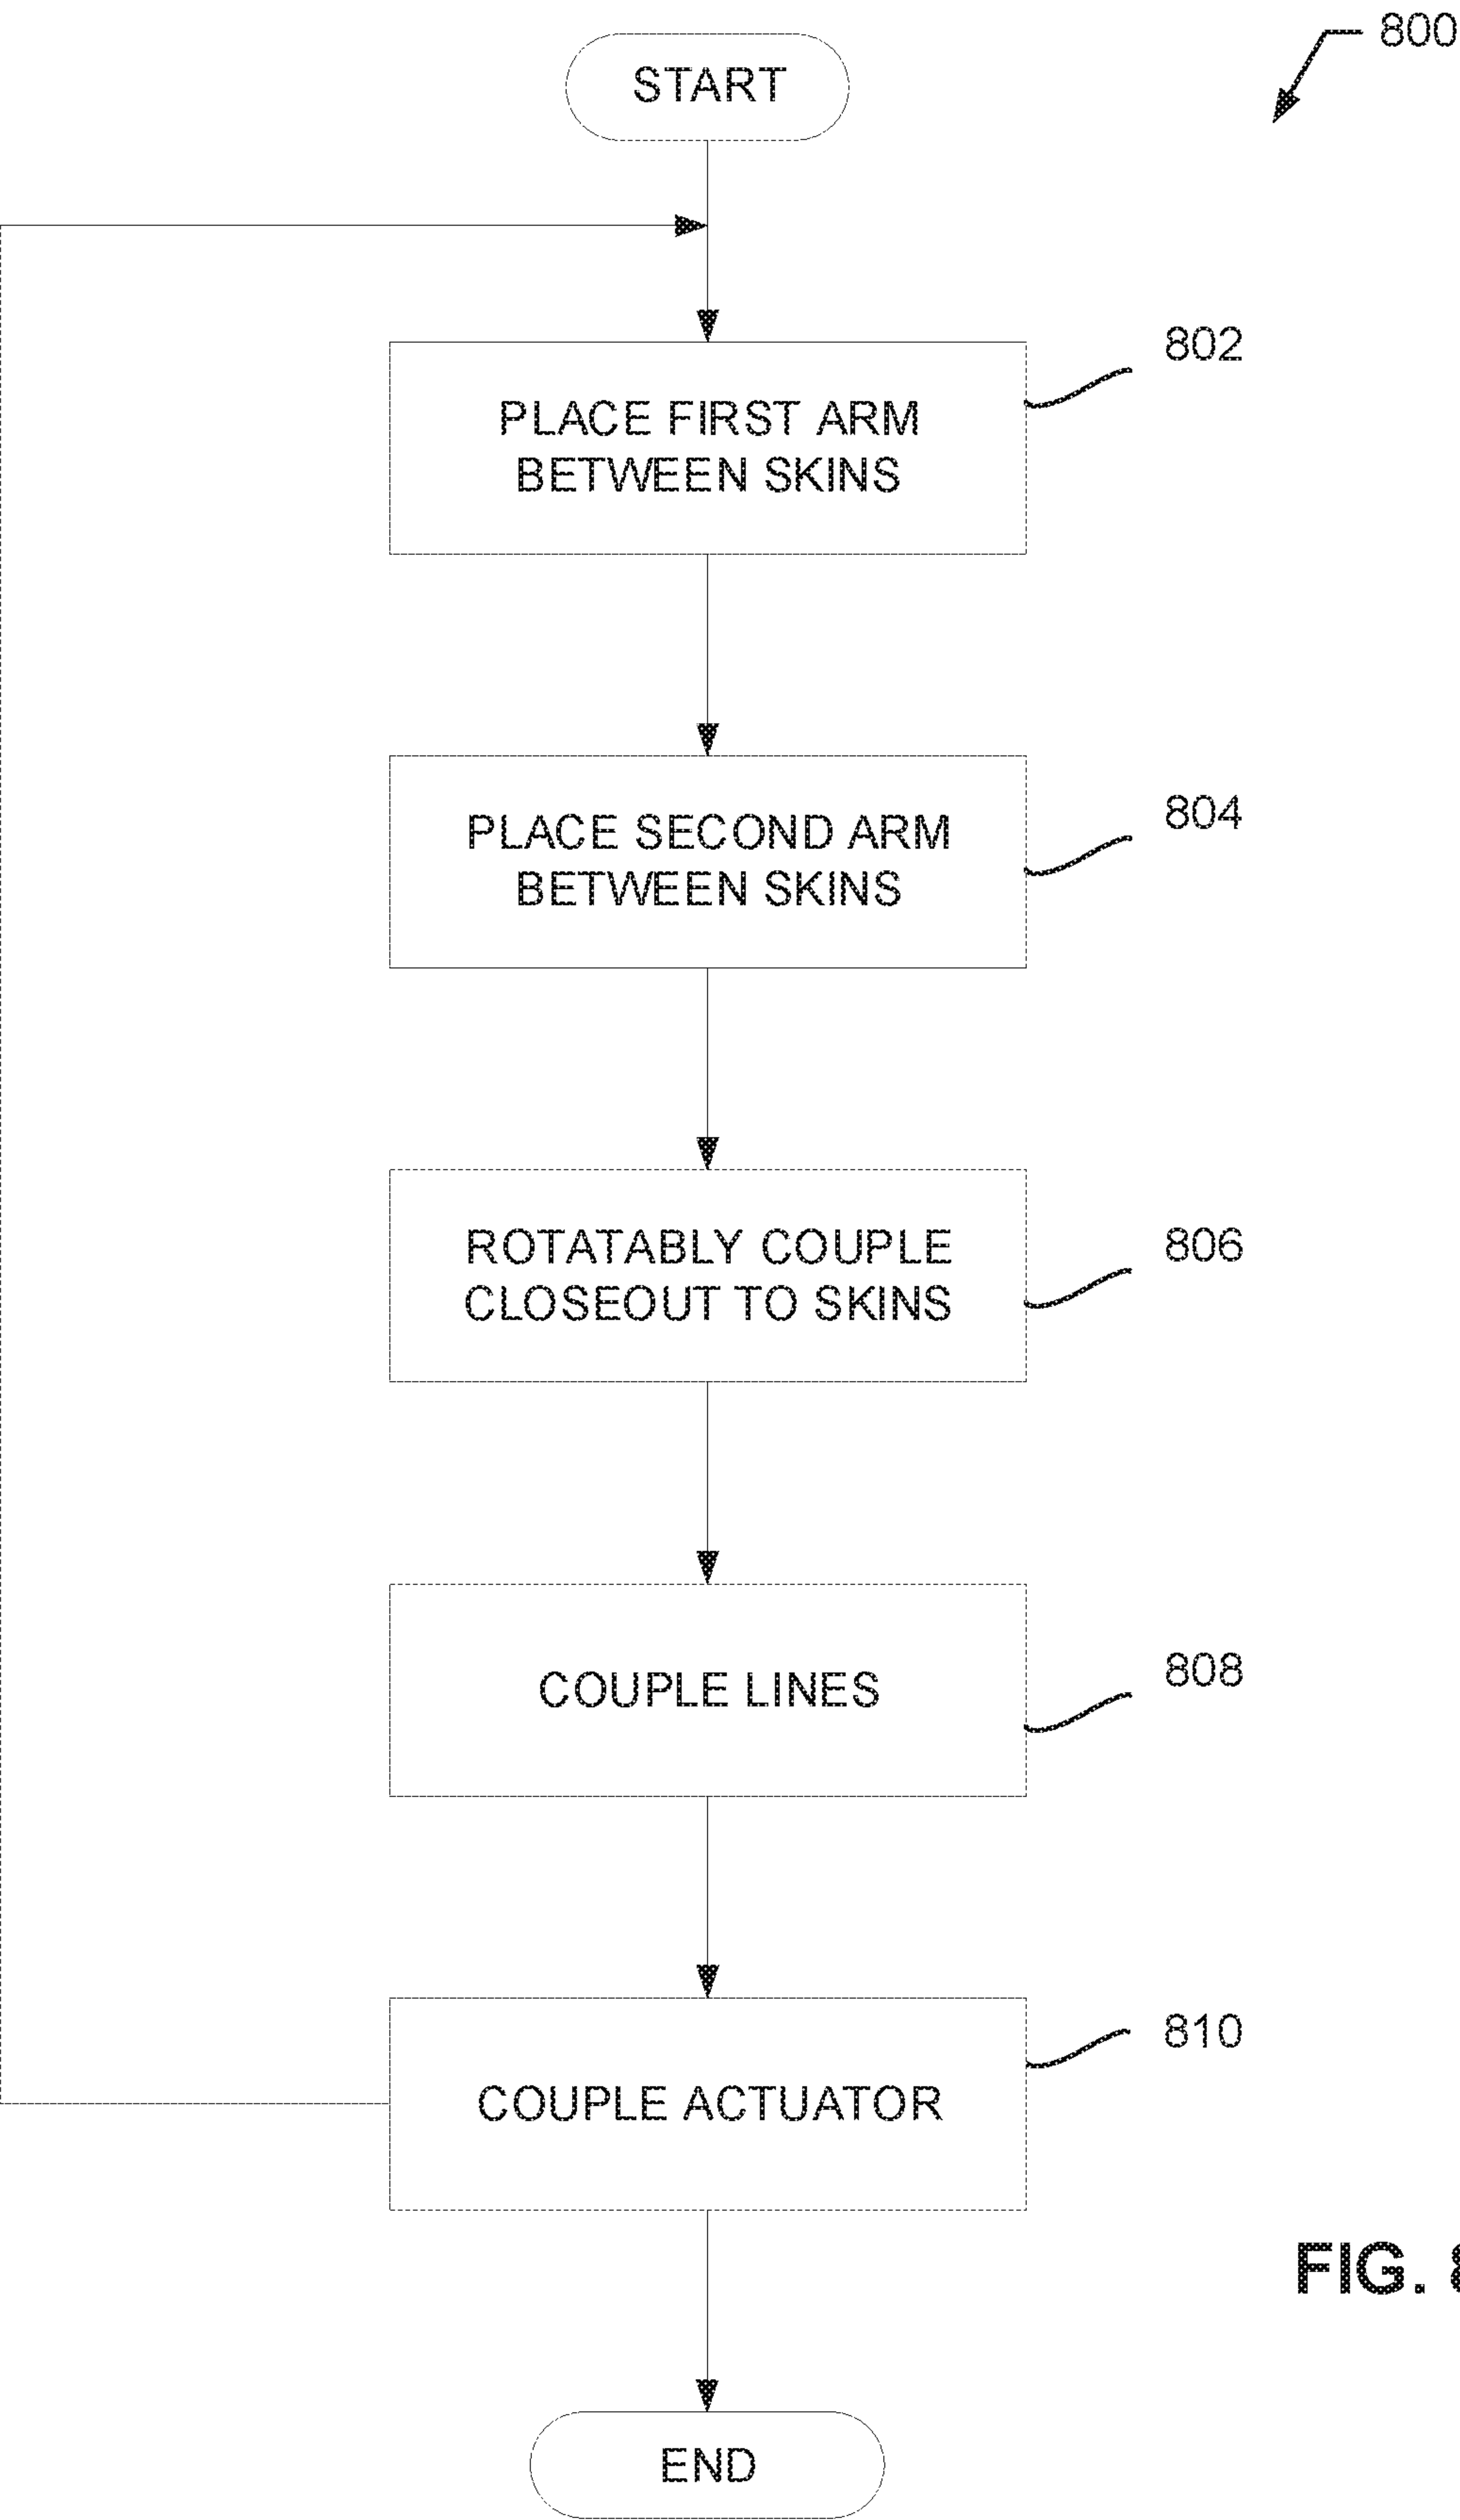 800
START
802
PLACE FIRST ARM
BETWEEN SKINS
804
PLACE SECOND ARM
BETWEEN SKINS
806
ROTATABLY COUPLE
CLOSEOUT TO SKINS
808
COUPLE LINES
810
COUPLE ACTUATOR
FIG. 8
END